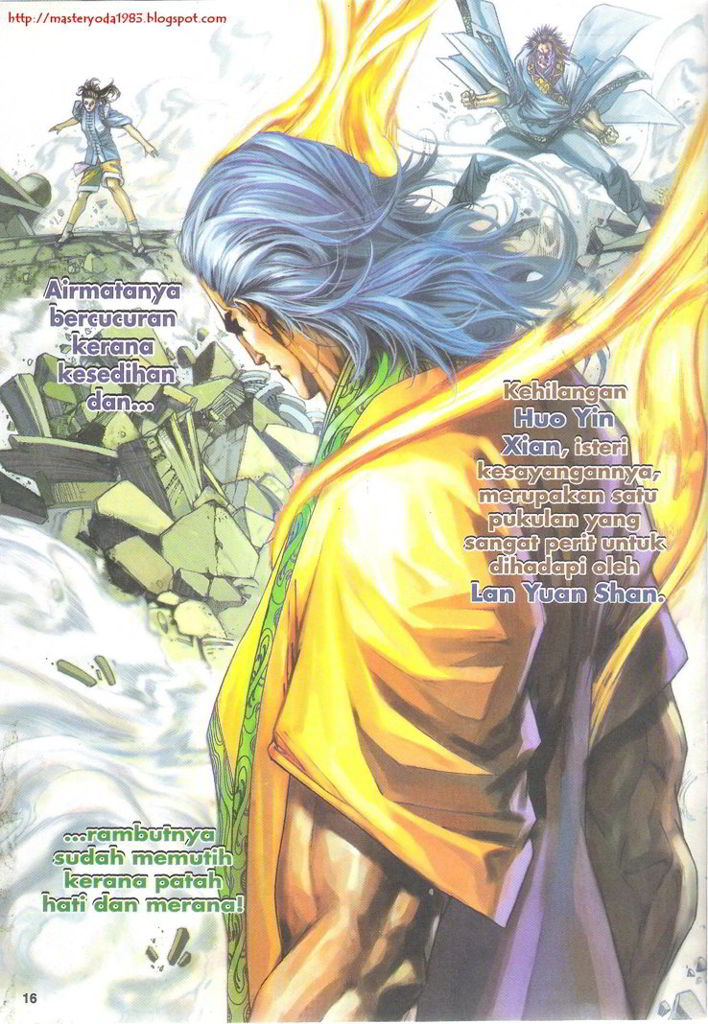 http://masteryoda1983.blogspot.com
Airmatanya
bercucuran
kerana
kesedihan
dan...
Kehilangan
Huo Yin
Xian, isteri
kesayangannya,
merupakan satu
pukulan yang
sangat perit untuk
dihadapi oleh
Lan Yuan Shan.
...rambutnya
sudah memutih
kerana patah
hati dan merana!
16